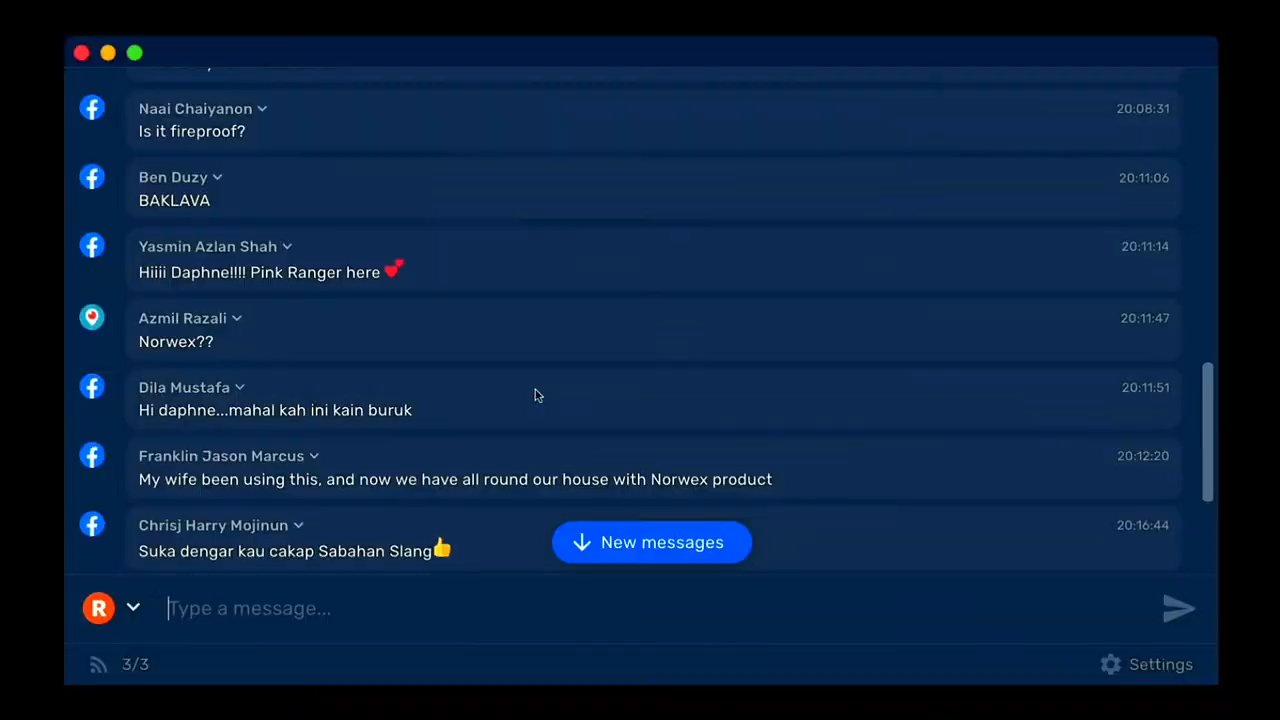 Naai Chaiyanon
20:08:31
Is it fireproof?
Ben Duzy
20:11:06
BAKLAVA
Yasmin Azlan Shah
20:11:14
Hiiii Daphne!!!! Pink Ranger here 💕
Azmil Razali
20:11:47
Norwex??
Dila Mustafa
20:11:51
Hi daphne...mahal kah ini kain buruk
Franklin Jason Marcus
20:12:20
My wife been using this, and now we have all round our house with Norwex product
Chrisj Harry Mojinun
20:16:44
Suka dengar kau cakap Sabahan Slang👍
New messages
R
Type a message...
3/3
Settings